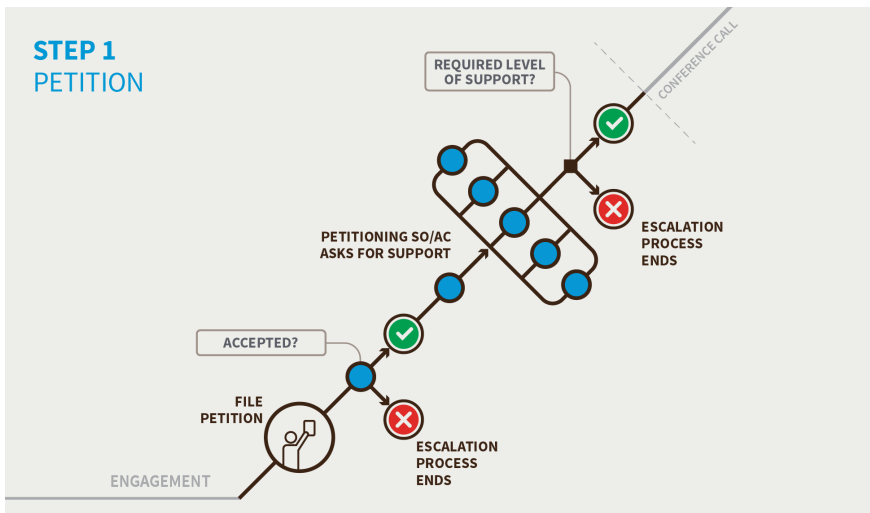 STEP 1
PETITION
CONFERENCE CALL
REQUIRED LEVEL
OF SUPPORT?
ESCALATION
PROCESS
ENDS
PETITIONING SO/AC
ASKS FOR SUPPORT
ACCEPTED?
FILE
PETITION
ESCALATION
PROCESS
ENDS
ENGAGEMENT